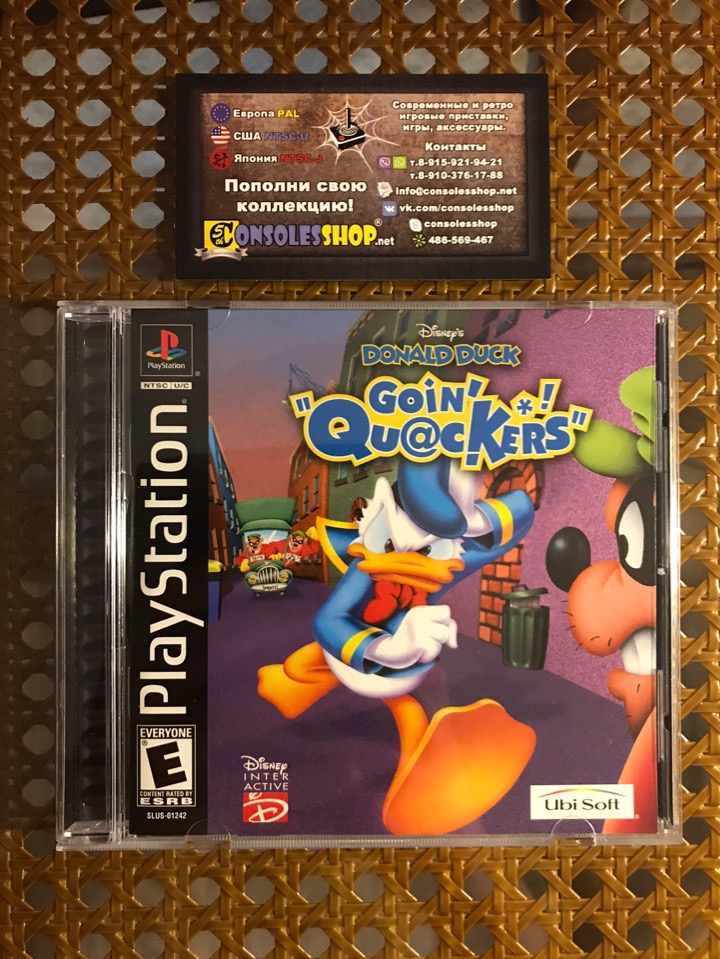 Европа PAL
США NTSC-U
Япония NTSC-J
Пополни свою
коллекцию!
5th
CONSOLESSHOP.net
®
Современные и ретро
игровые приставки,
игры, аксессуары.
Контакты
т.8-915-921-94-21
т.8-910-376-17-88
info@consolesshop.net
vk.com/consolesshop
consolesshop
486-569-467
PlayStation
®
NTSC U/C
PlayStation®
Disney's
DONALD DUCK
"GOIN'
QU@CKERS*!"
EVERYONE
E
CONTENT RATED BY
ESRB
SLUS-01242
Disney
INTER
ACTIVE
D
Ubi Soft
®